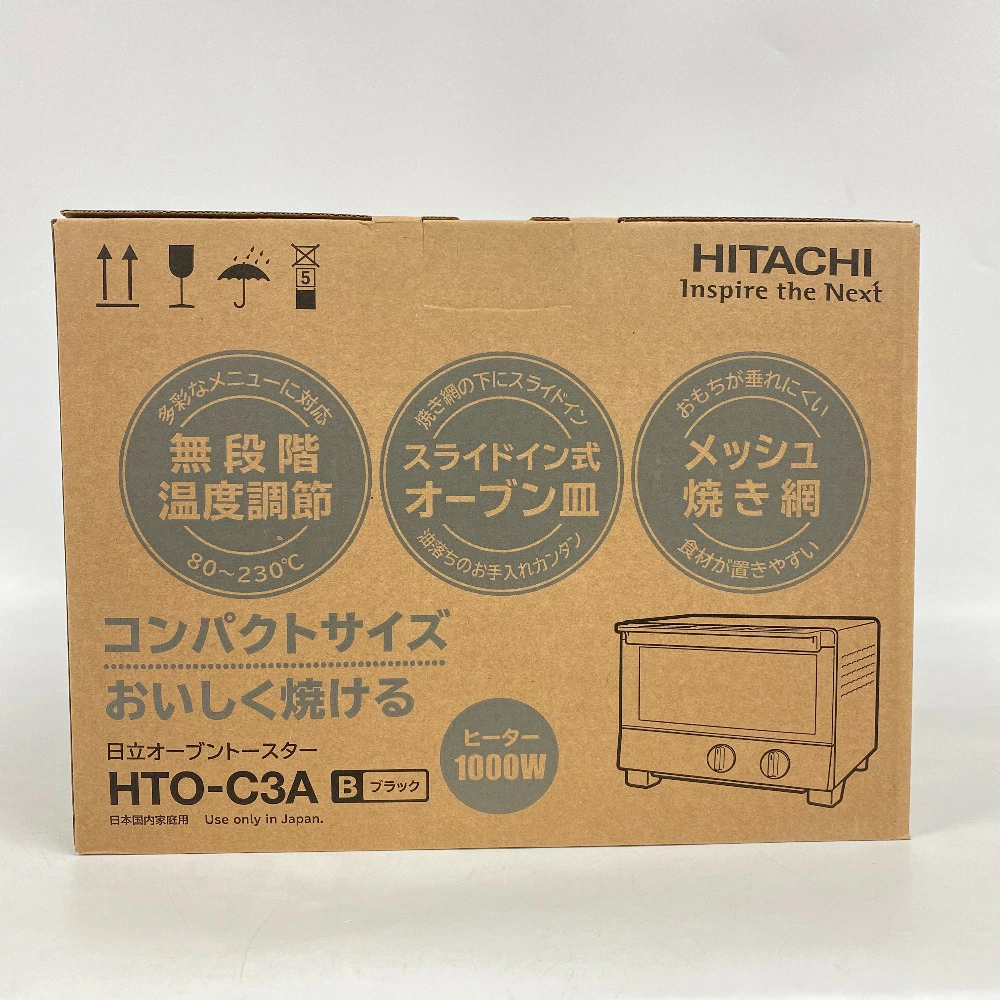 5
HITACHI
Inspire the Next
多彩なメニューに対応
無段階
温度調節
80～230℃
焼き網の下にスライドイン
スライドイン式
オーブン皿
油落ちのお手入れカンタン
おもちが垂れにくい
メッシュ
焼き網
食材が置きやすい
コンパクトサイズ
おいしく焼ける
日立オーブントースター
HTO-C3A B ブラック
日本国内家庭用 Use only in Japan.
ヒーター
1000W